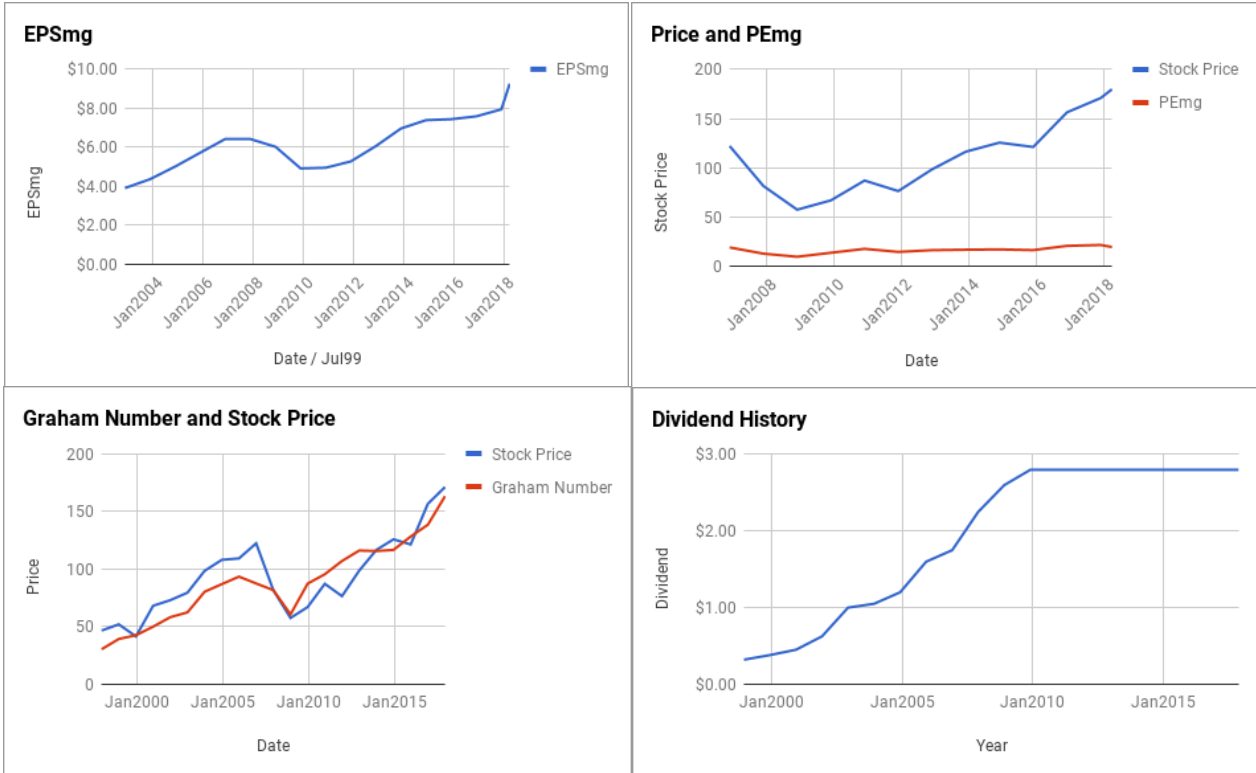 EPSmg
EPSmg
$10.00
$8.00
$6.00
$4.00
$2.00
$0.00
EPSmg
Jan2004
Jan2006
Jan2008
Jan2010
Jan2012
Jan2014
Jan2016
Jan2018
Date / Jul99
Price and PEmg
Stock Price
PEmg
200
150
100
50
0
Stock Price
Jan2008
Jan2010
Jan2012
Jan2014
Jan2016
Jan2018
Date
Graham Number and Stock Price
Stock Price
Graham Number
200
150
100
50
0
Price
Jan2000
Jan2005
Jan2010
Jan2015
Date
Dividend History
$3.00
$2.00
$1.00
$0.00
Dividend
Jan2000
Jan2005
Jan2010
Jan2015
Year